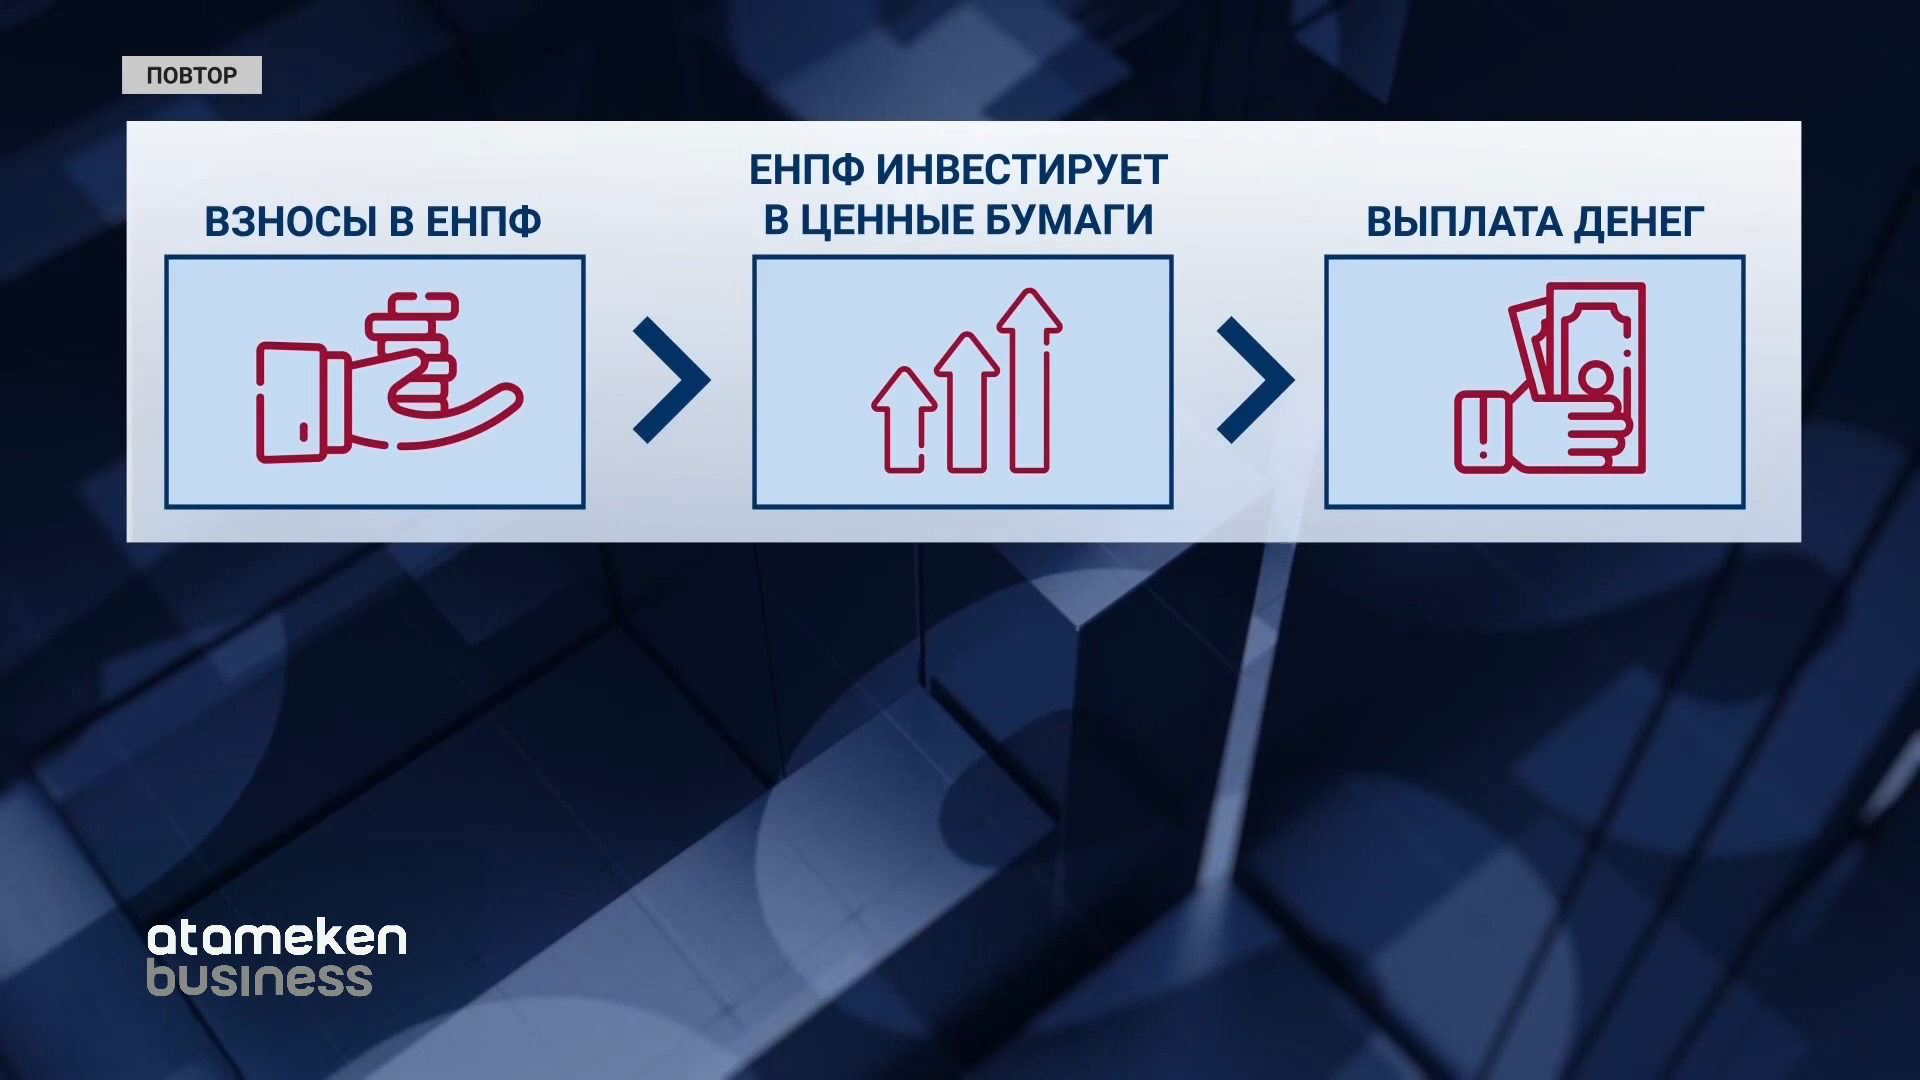 ПОВТОР
ВЗНОСЫ В ЕНПФ
ЕНПФ ИНВЕСТИРУЕТ
В ЦЕННЫЕ БУМАГИ
ВЫПЛАТА ДЕНЕГ
atameken
business